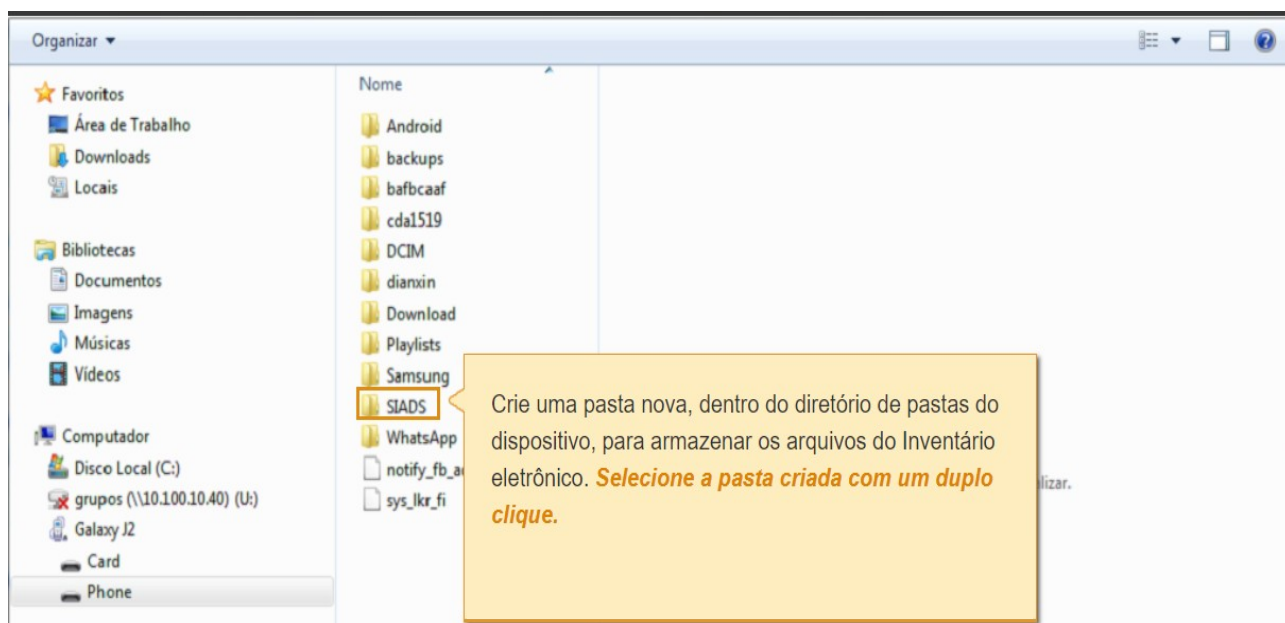 Organizar
Favoritos
Área de Trabalho
Downloads
Locais
Bibliotecas
Documentos
Imagens
Músicas
Vídeos
Computador
Disco Local (C:)
grupos (\\10.100.10.40) (U:)
Galaxy J2
Card
Phone
Nome
Android
backups
bafbcaaf
cda1519
DCIM
dianxin
Download
Playlists
Samsung
SIADS
WhatsApp
notify_fb_a
sys_lkr_fi
Crie uma pasta nova, dentro do diretório de pastas do
dispositivo, para armazenar os arquivos do Inventário
eletrônico. Selecione a pasta criada com um duplo
clique.
lizar.